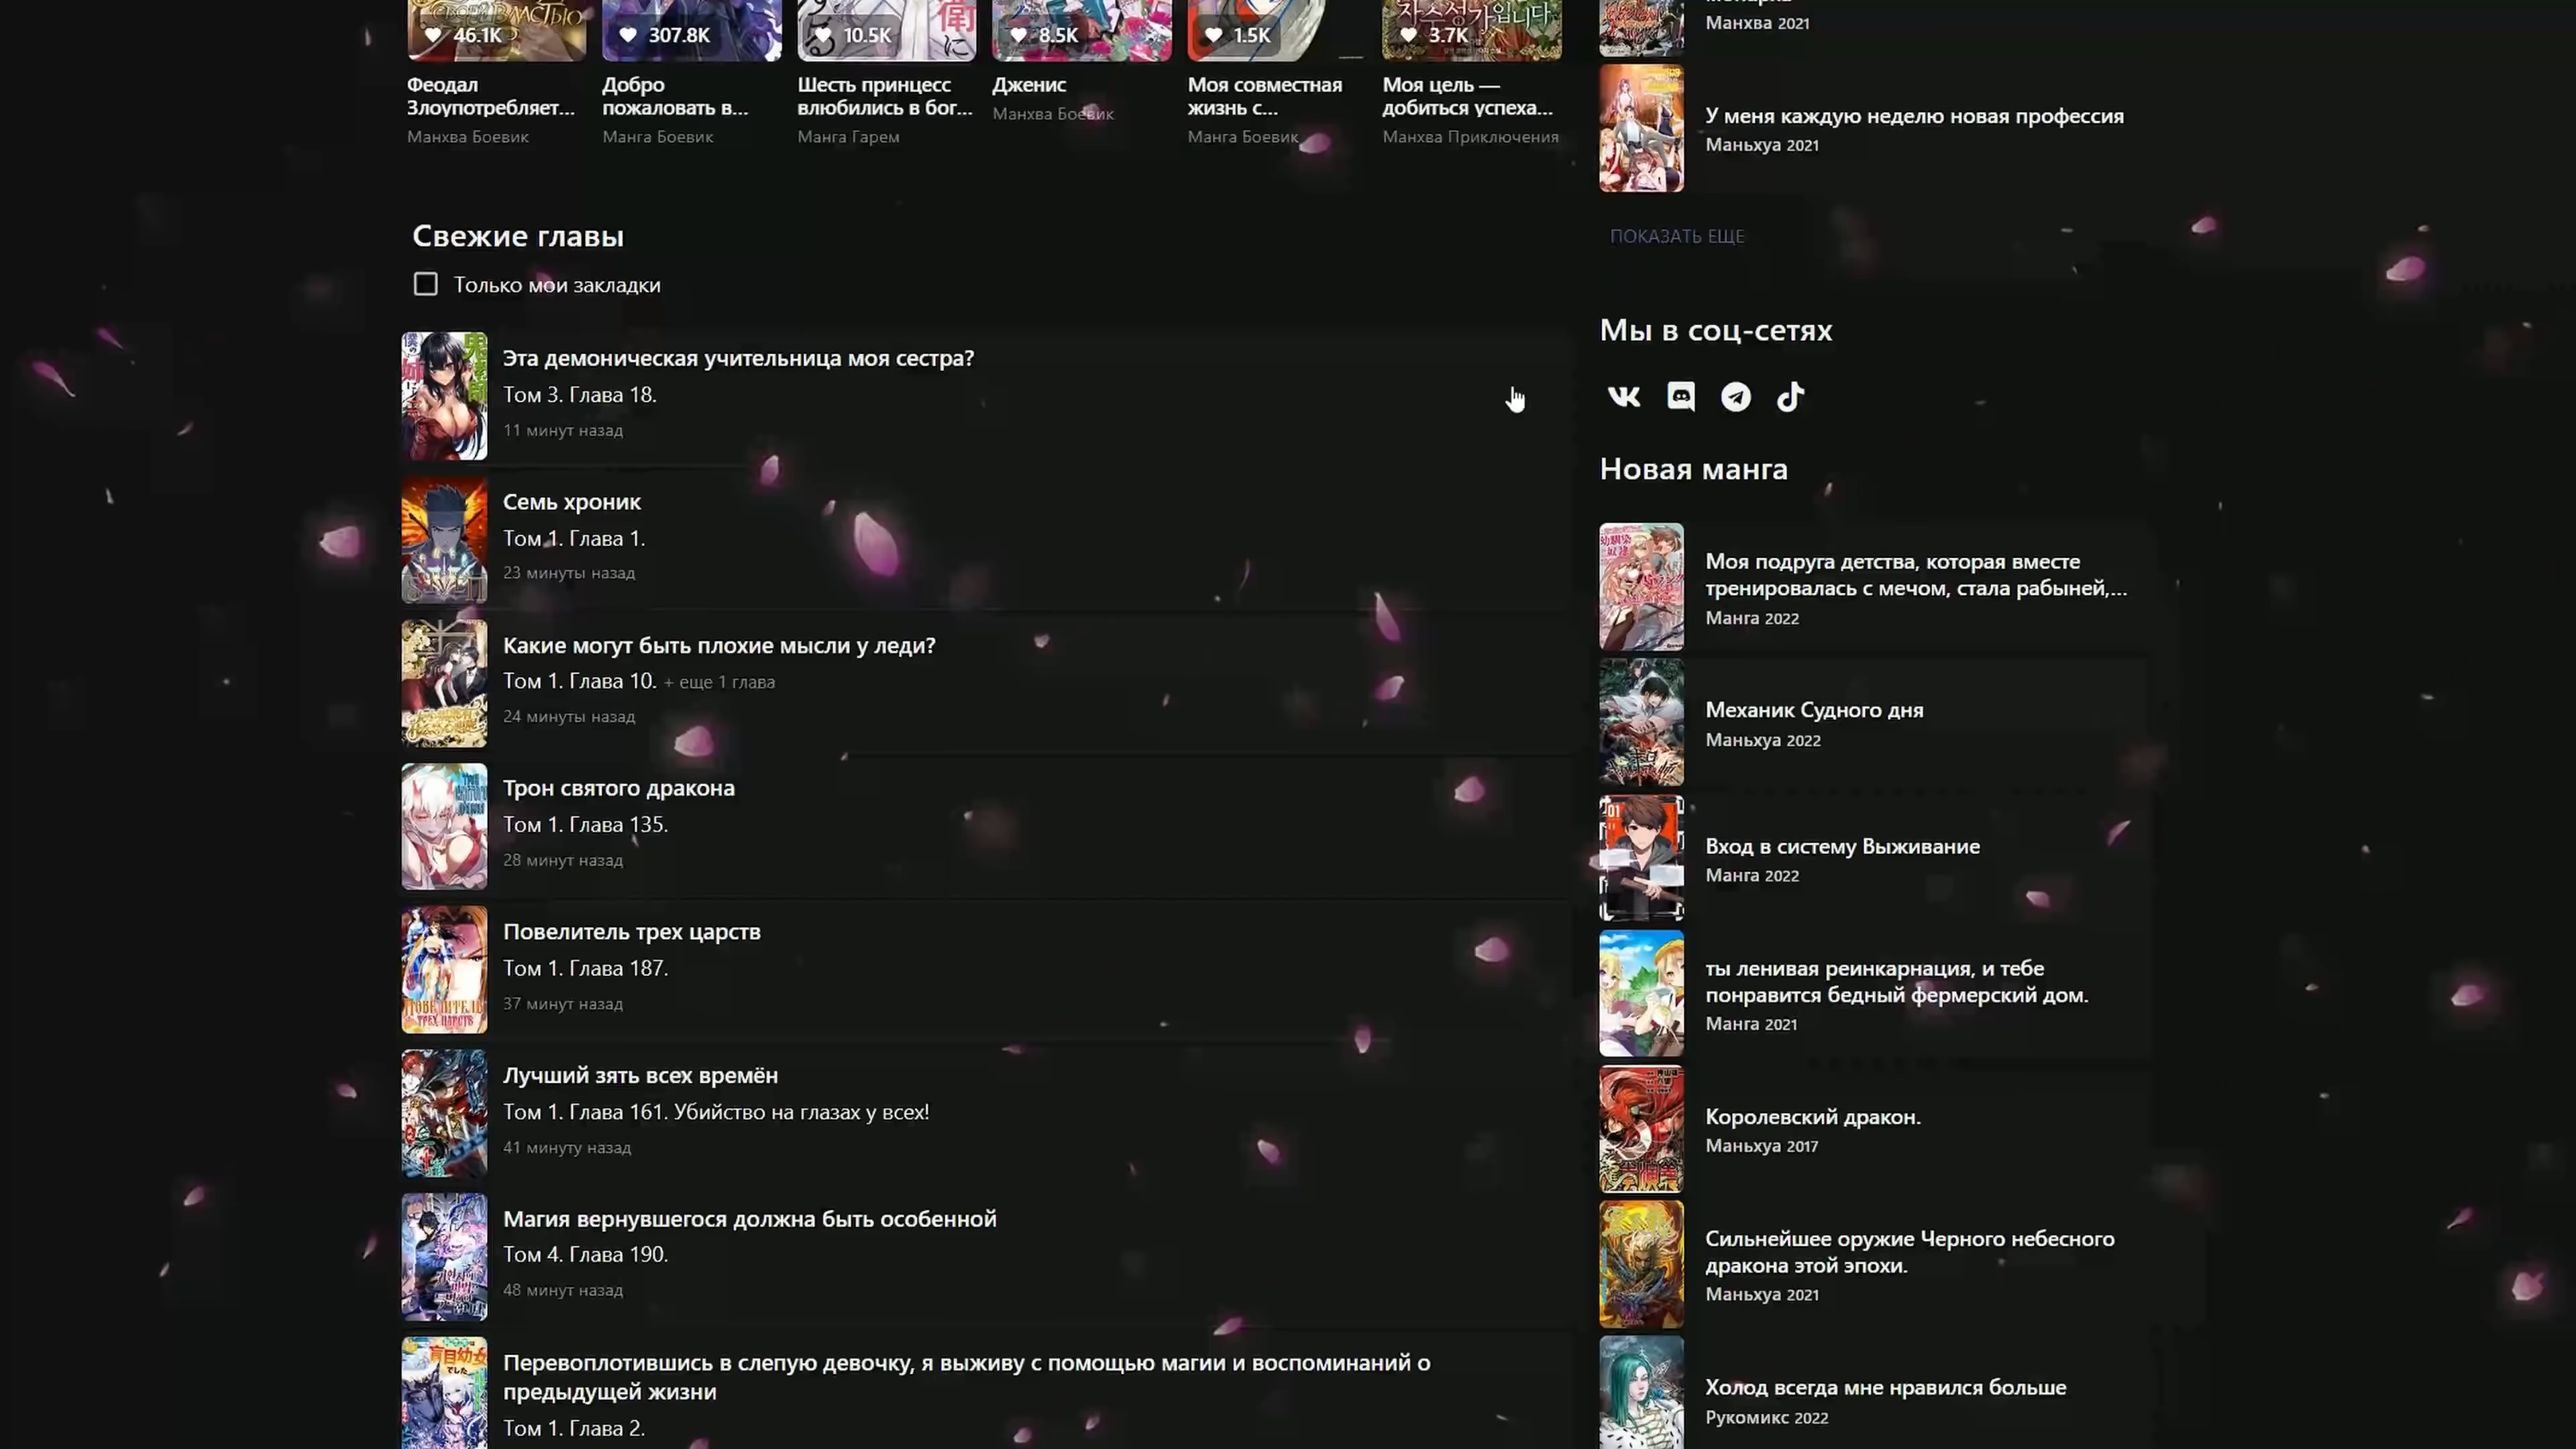 46.1K
307.8K
10.5K
8.5K
1.5K
3.7K
Феодал
Злоупотребляет...
Манхва Боевик
Добро
пожаловать в...
Манга Боевик
Шесть принцесс
влюбились в бог...
Манга Гарем
Дженис
Манхва Боевик
Моя совместная
жизнь с...
Манга Боевик
Моя цель —
добиться успеха...
Манхва Приключения
Свежие главы
Только мои закладки
Эта демоническая учительница моя сестра?
Том 3. Глава 18.
11 минут назад
Семь хроник
Том 1. Глава 1.
23 минуты назад
Какие могут быть плохие мысли у леди?
Том 1. Глава 10. + еще 1 глава
24 минуты назад
Трон святого дракона
Том 1. Глава 135.
28 минут назад
Повелитель трех царств
Том 1. Глава 187.
37 минут назад
ПОВЕЛИТЕЛЬ
ТРЕХ ЦАРСТВ
Лучший зять всех времён
Том 1. Глава 161. Убийство на глазах у всех!
41 минуту назад
Магия вернувшегося должна быть особенной
Том 4. Глава 190.
48 минут назад
Перевоплотившись в слепую девочку, я выживу с помощью магии и воспоминаний о
предыдущей жизни
Том 1. Глава 2.
Манхва 2021
У меня каждую неделю новая профессия
Маньхуа 2021
ПОКАЗАТЬ ЕЩЕ
Мы в соц-сетях
Новая манга
Моя подруга детства, которая вместе
тренировалась с мечом, стала рабыней,...
Манга 2022
Механик Судного дня
Маньхуа 2022
01
Вход в систему Выживание
Манга 2022
ты ленивая реинкарнация, и тебе
понравится бедный фермерский дом.
Манга 2021
Королевский дракон.
Маньхуа 2017
Сильнейшее оружие Черного небесного
дракона этой эпохи.
Маньхуа 2021
Холод всегда мне нравился больше
Рукомикс 2022